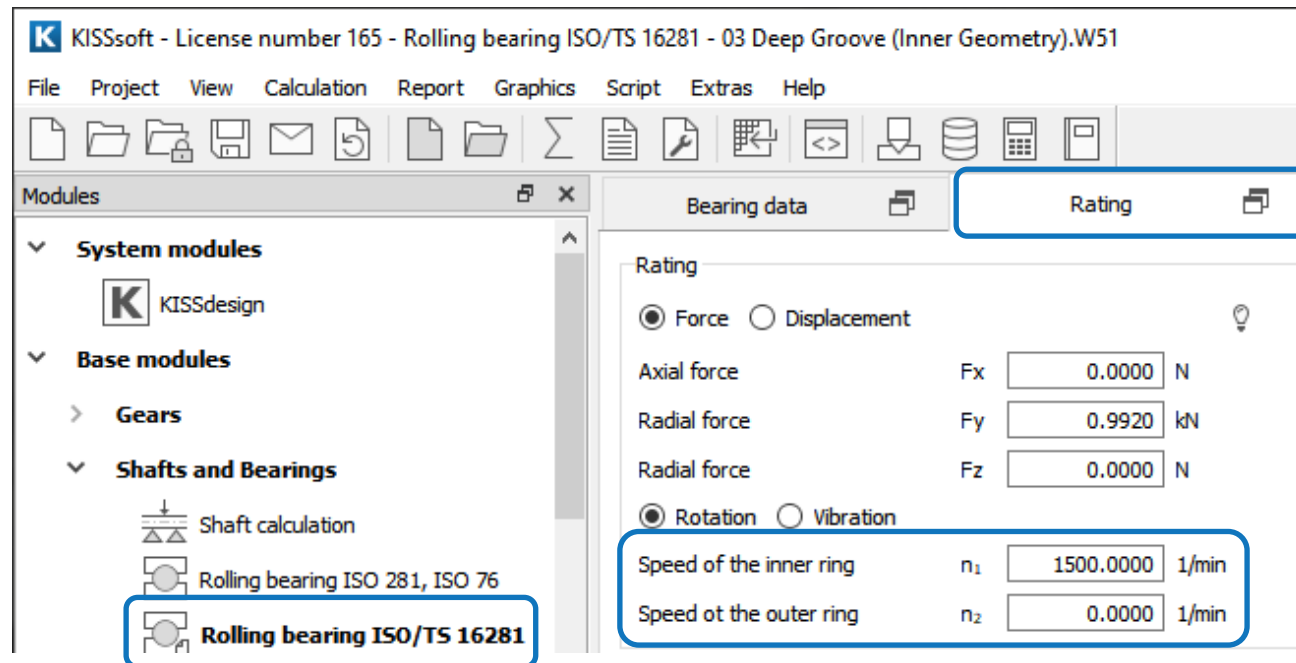 K KISSsoft - License number 165 - Rolling bearing ISO/TS 16281 - 03 Deep Groove (Inner Geometry).W51
File Project View Calculation Report Graphics Script Extras Help
Modules
System modules
K KISSdesign
Base modules
Gears
Shafts and Bearings
Shaft calculation
Rolling bearing ISO 281, ISO 76
Rolling bearing ISO/TS 16281
Bearing data Rating
Rating
Force Displacement
Axial force Fx 0.0000 N
Radial force Fy 0.9920 kN
Radial force Fz 0.0000 N
Rotation Vibration
Speed of the inner ring n₁ 1500.0000 1/min
Speed ot the outer ring n₂ 0.0000 1/min